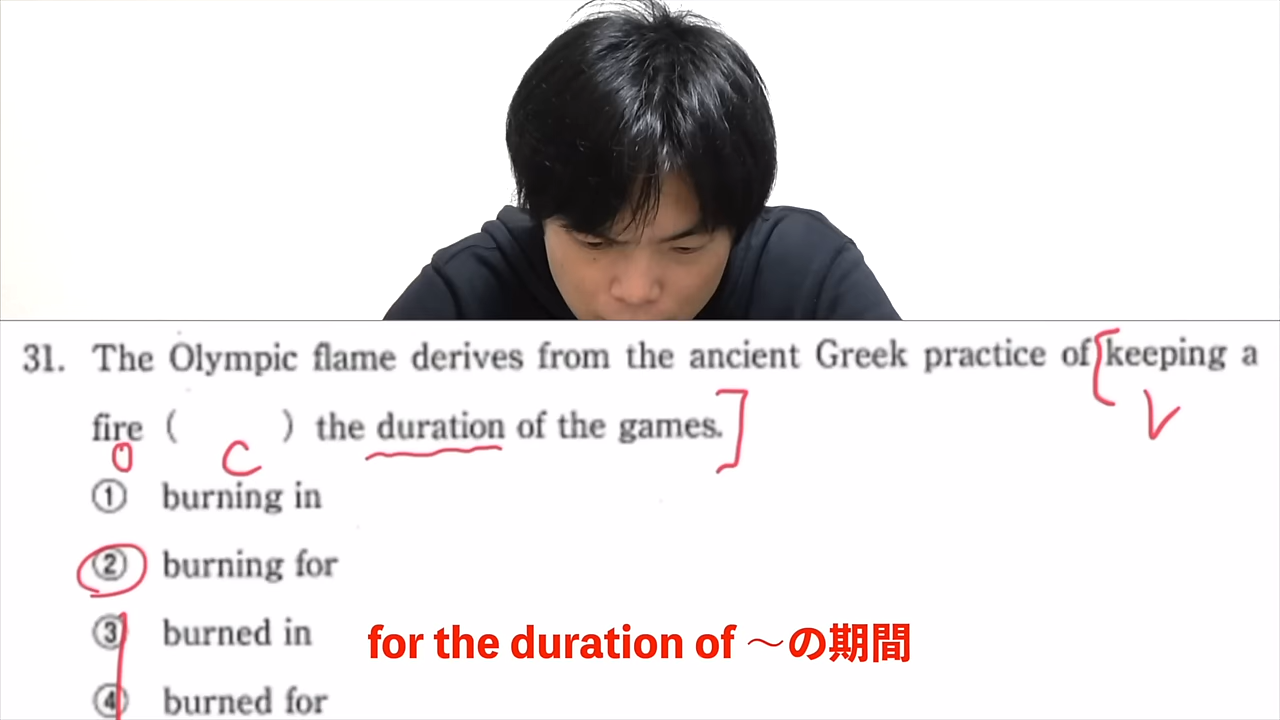 31. The Olympic flame derives from the ancient Greek practice of [keeping a
V
fire (     ) the duration of the games.]
O C
① burning in
② burning for
③ burned in
for the duration of ～の期間
④ burned for